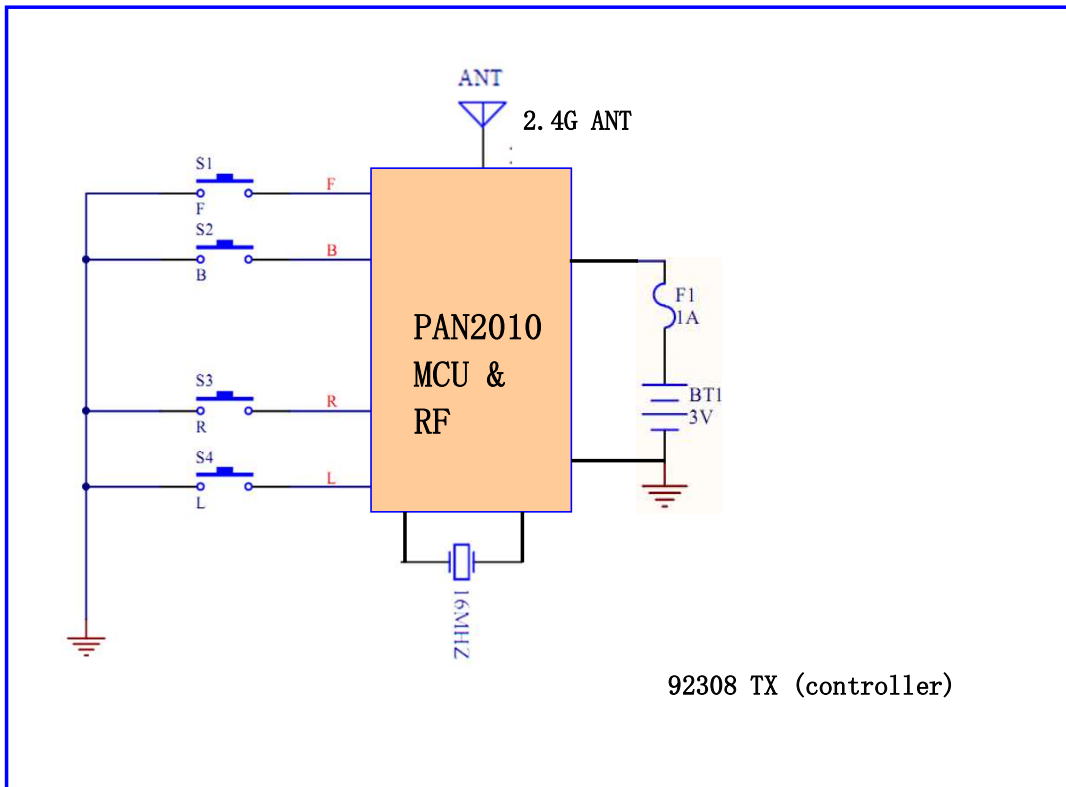 ANT
2.4G ANT
S1
F
F
S2
B
B
PAN2010
MCU &
RF
F1
1A
BT1
3V
S3
R
R
S4
L
L
16MHZ
92308 TX (controller)